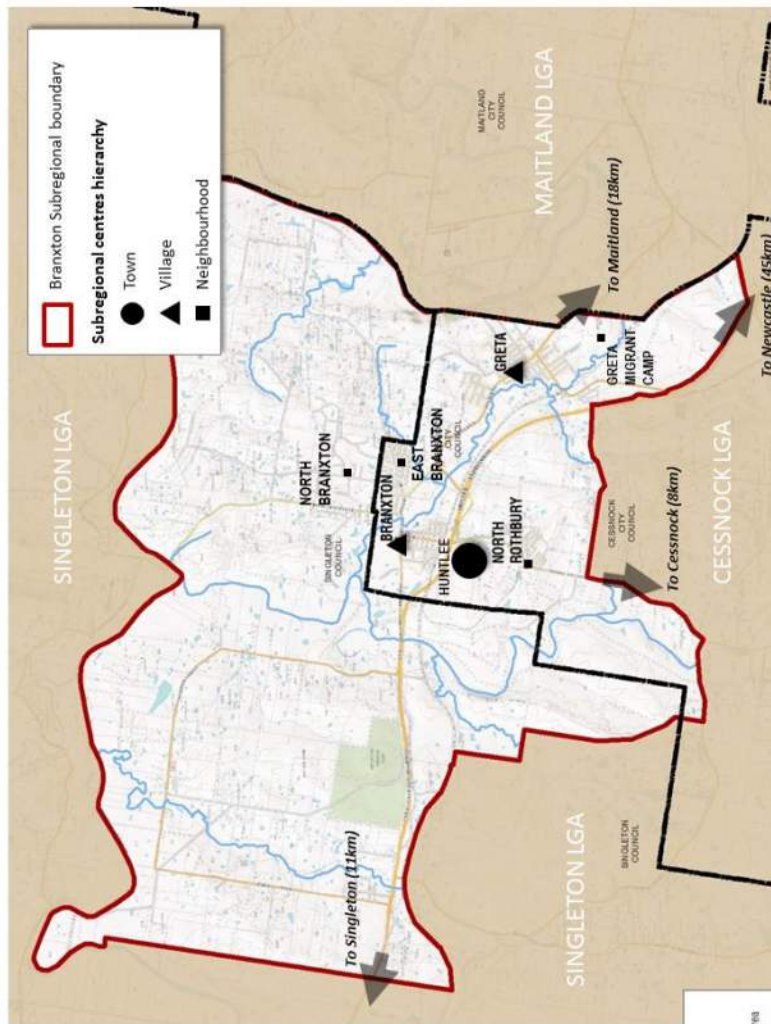 Branxton Subregional boundary
Subregional centres hierarchy
Town
Village
Neighbourhood
SINGLETON LGA
MAITLAND LGA
MAITLAND
CITY
COUNCIL
NORTH
BRANXTON
SINGLETON
COUNCIL
BRANXTON
EAST
BRANXTON
CITY
COUNCIL
GRETA
HUNTLEE
NORTH
ROTHBURY
GRETA
MIGRANT
CAMP
To Maitland (18km)
To Newcastle (45km)
To Singleton (11km)
CESSNOCK
CITY
COUNCIL
To Cessnock (8km)
CESSNOCK LGA
SINGLETON LGA
SINGLETON
COUNCIL